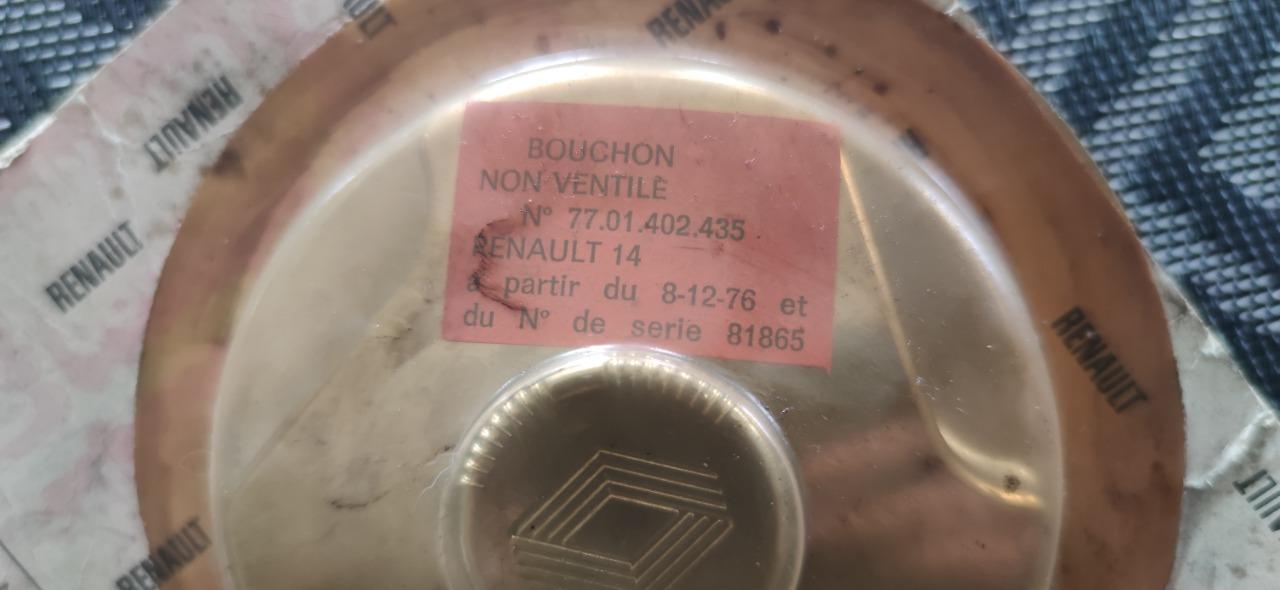 RENAULT
RENAULT
RENAULT
BOUCHON
NON VENTILÉ
N° 77.01.402.435
RENAULT 14
à partir du 8-12-76 et
du N° de serie 81865
RENAULT
RENAULT